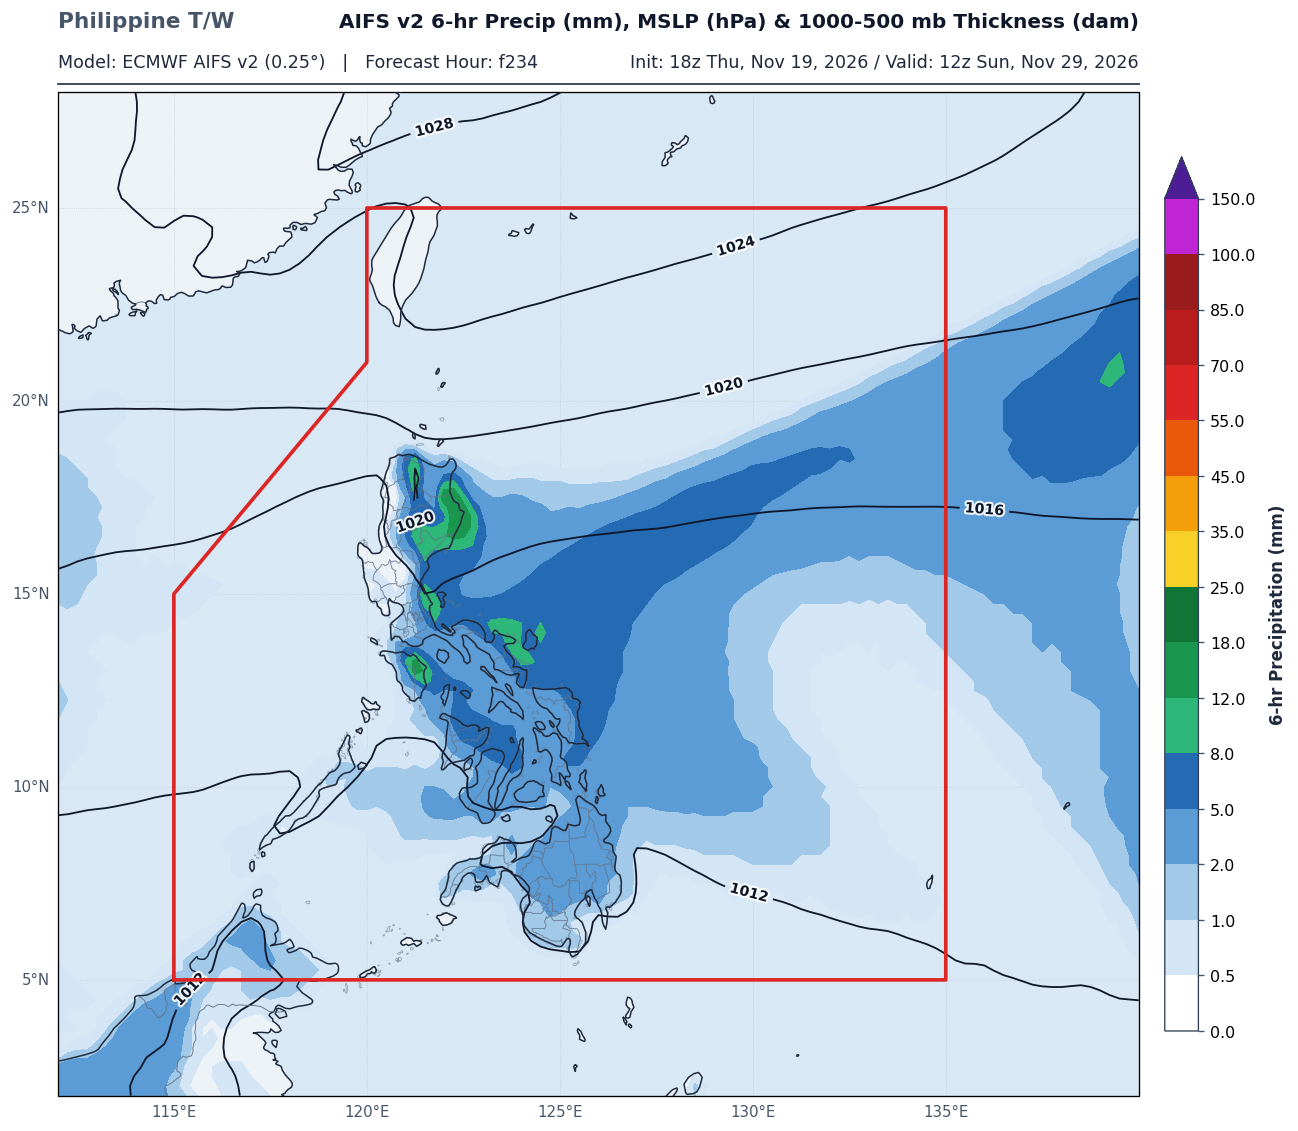 Philippine T/W
AIFS v2 6-hr Precip (mm), MSLP (hPa) & 1000-500 mb Thickness (dam)
Model: ECMWF AIFS v2 (0.25°) | Forecast Hour: f234
Init: 18z Thu, Nov 19, 2026 / Valid: 12z Sun, Nov 29, 2026
1028
1024
1020
1020
1016
1012
1012
25°N
20°N
15°N
10°N
5°N
115°E
120°E
125°E
130°E
135°E
150.0
100.0
85.0
70.0
55.0
45.0
35.0
25.0
18.0
12.0
8.0
5.0
2.0
1.0
0.5
0.0
6-hr Precipitation (mm)